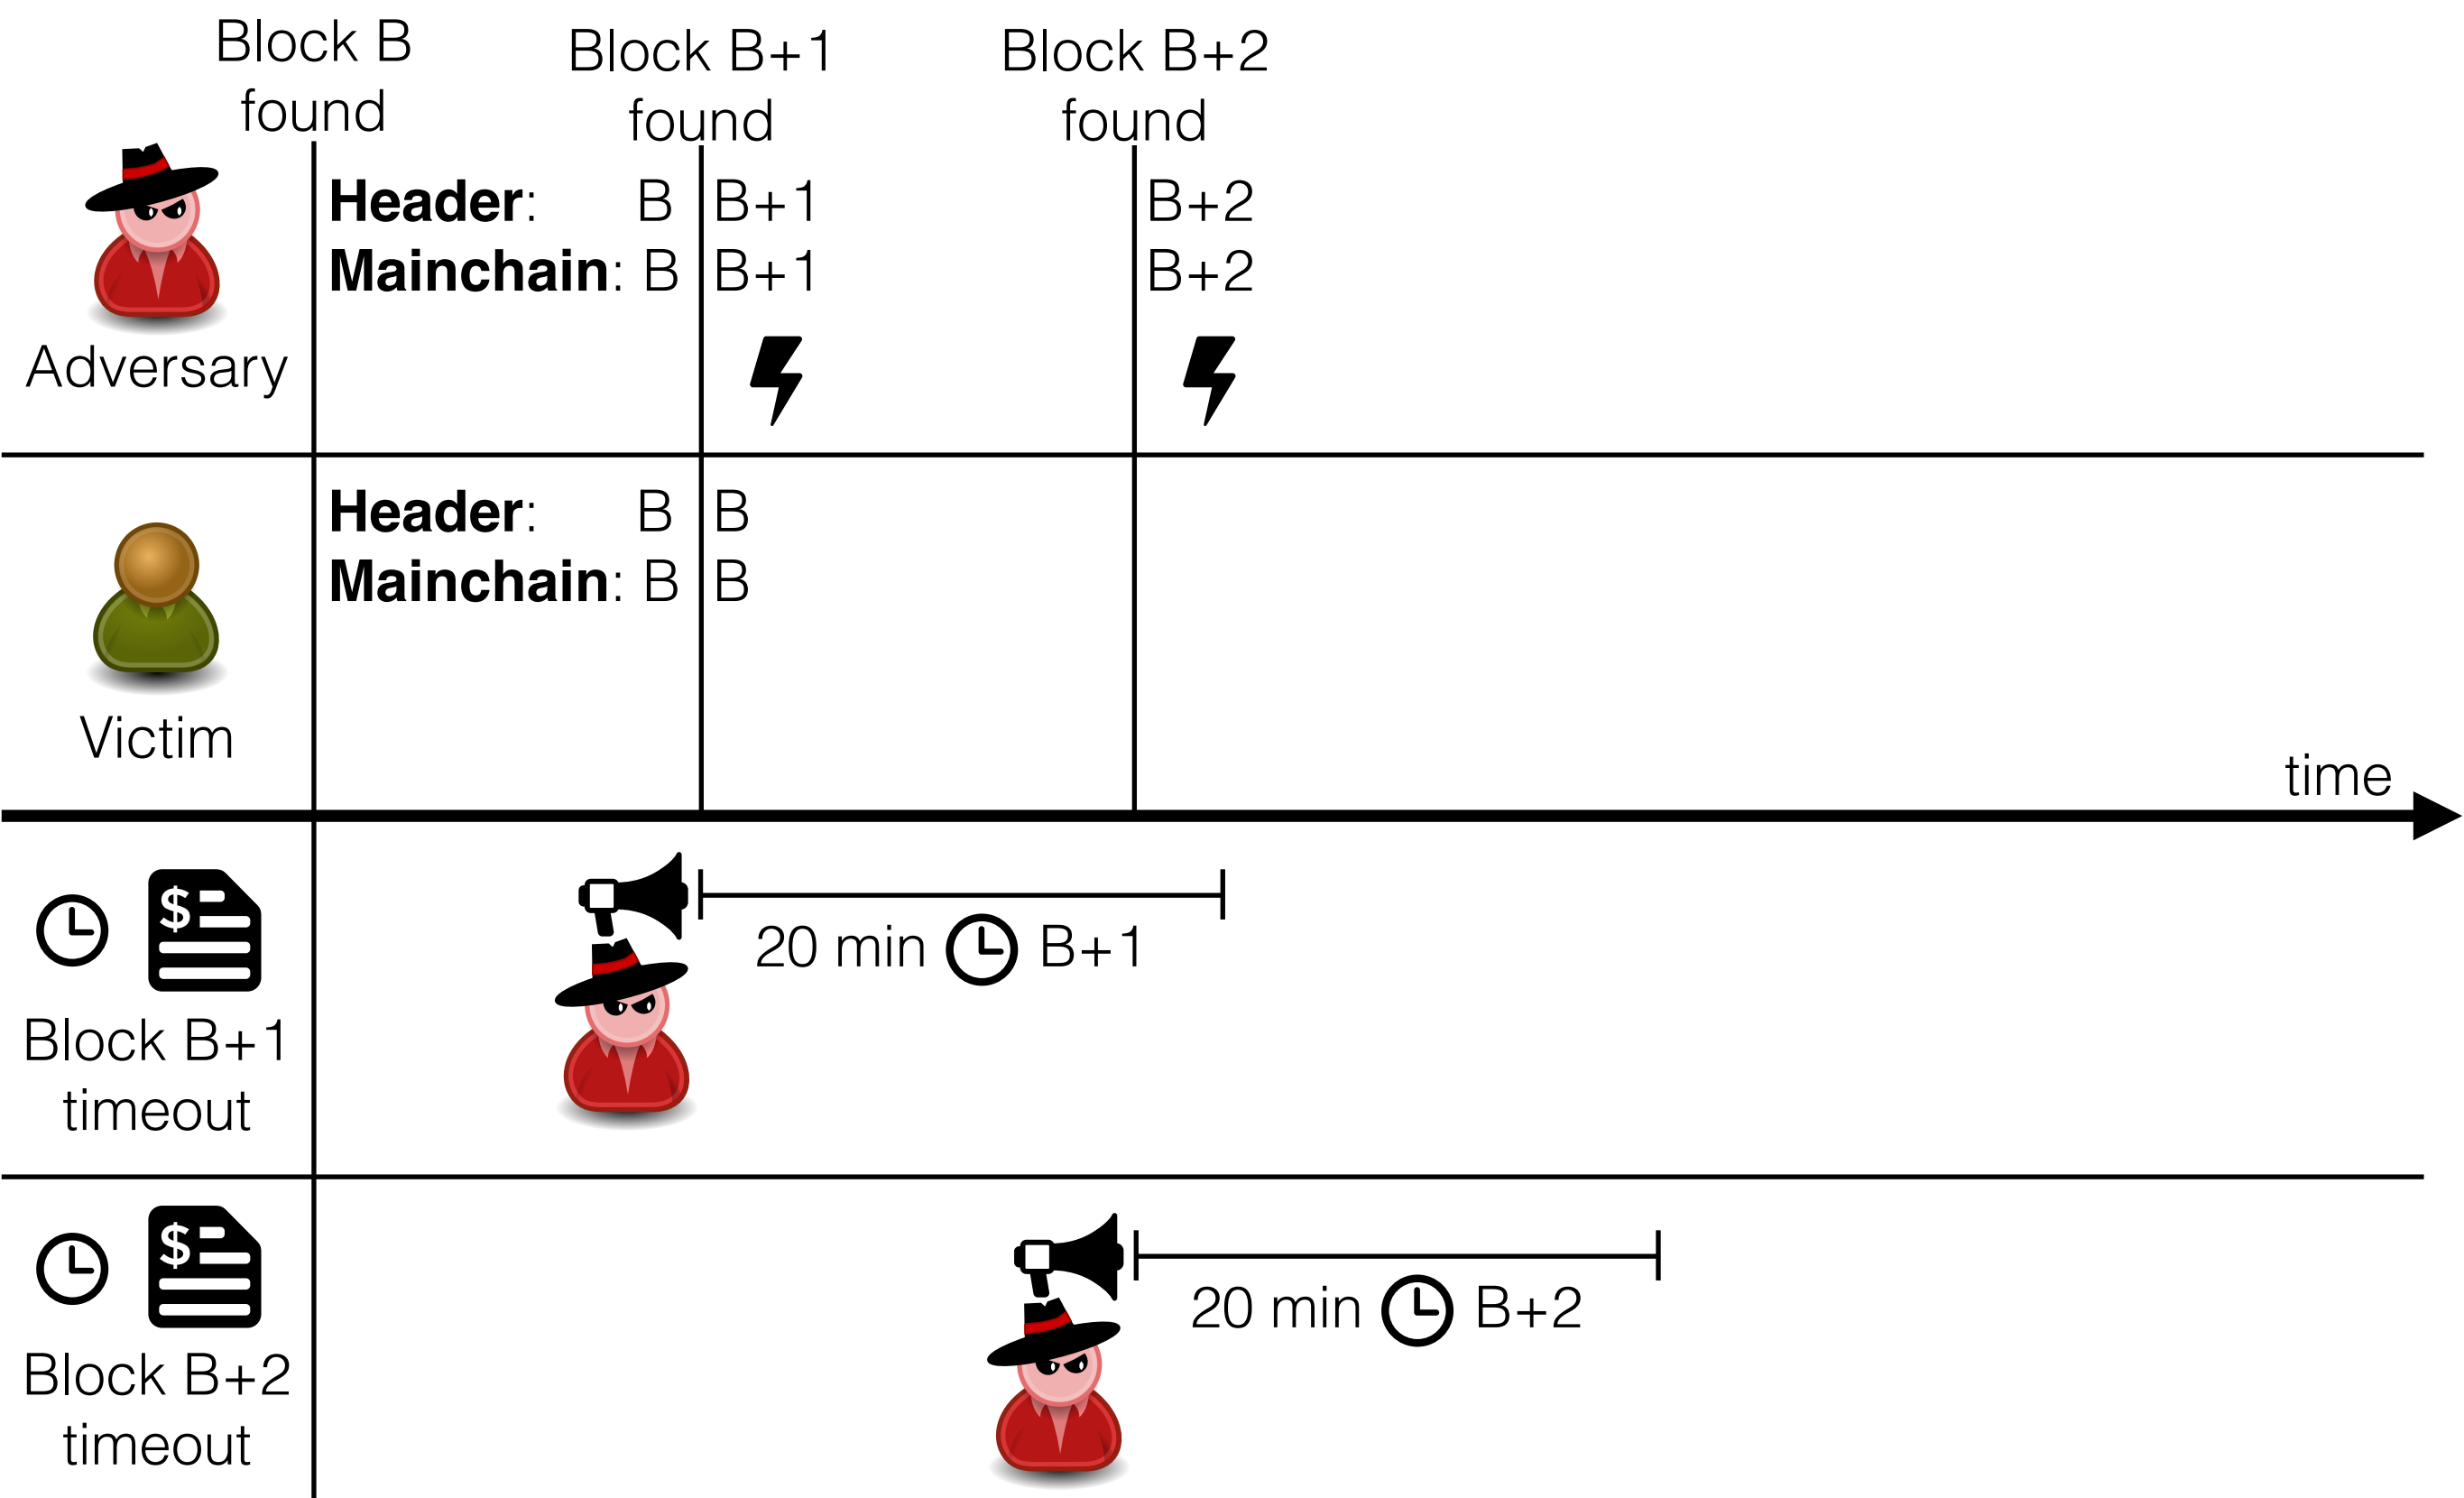 Block B
found
Block B+1
found
Block B+2
found
Header: B B+1 B+2
Mainchain: B B+1 B+2
Adversary
Header: B B
Mainchain: B B
Victim
time
$
20 min B+1
Block B+1
timeout
$
20 min B+2
Block B+2
timeout